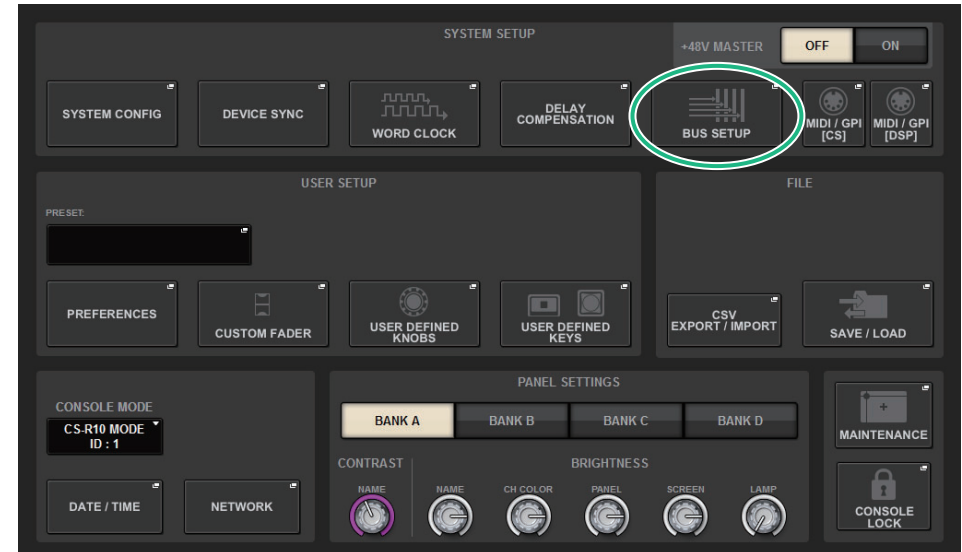 SYSTEM SETUP
+48V MASTER
OFF
ON
SYSTEM CONFIG
DEVICE SYNC
WORD CLOCK
DELAY
COMPENSATION
BUS SETUP
MIDI / GPI
[CS]
MIDI / GPI
[DSP]
USER SETUP
PRESET:
PREFERENCES
CUSTOM FADER
USER DEFINED
KNOBS
USER DEFINED
KEYS
FILE
CSV
EXPORT / IMPORT
SAVE / LOAD
CONSOLE MODE
CS-R10 MODE
ID : 1
DATE / TIME
NETWORK
PANEL SETTINGS
BANK A
BANK B
BANK C
BANK D
CONTRAST
BRIGHTNESS
NAME
NAME
CH COLOR
PANEL
SCREEN
LAMP
MAINTENANCE
CONSOLE
LOCK